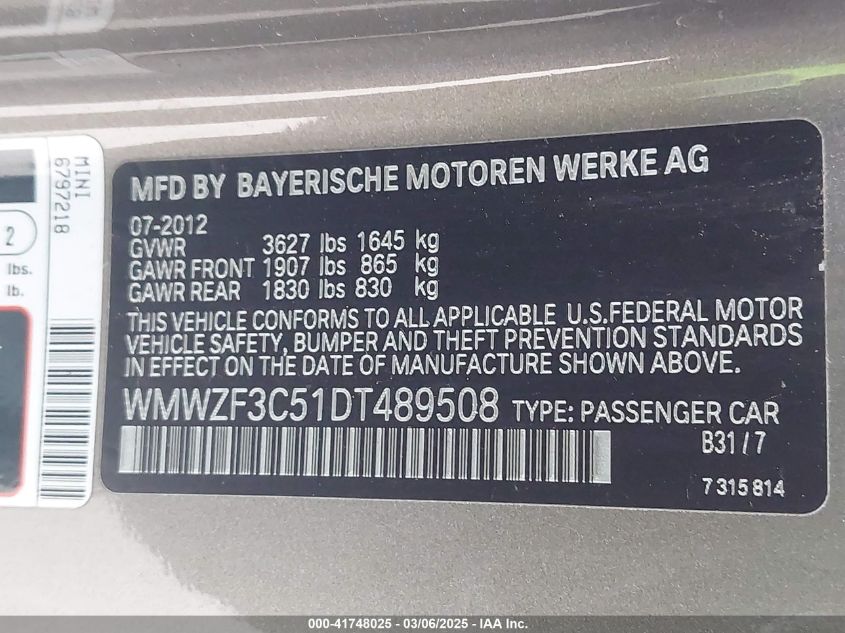 MINI
6797218
2
lbs.
lb.
MFD BY BAYERISCHE MOTOREN WERKE AG
07-2012
GVWR 3627 lbs 1645 kg
GAWR FRONT 1907 lbs 865 kg
GAWR REAR 1830 lbs 830 kg
THIS VEHICLE CONFORMS TO ALL APPLICABLE U.S.FEDERAL MOTOR
VEHICLE SAFETY, BUMPER AND THEFT PREVENTION STANDARDS
IN EFFECT ON THE DATE OF MANUFACTURE SHOWN ABOVE.
WMWZF3C51DT489508 TYPE: PASSENGER CAR
B31/7
7315814
000-41748025 - 03/06/2025 - IAA Inc.